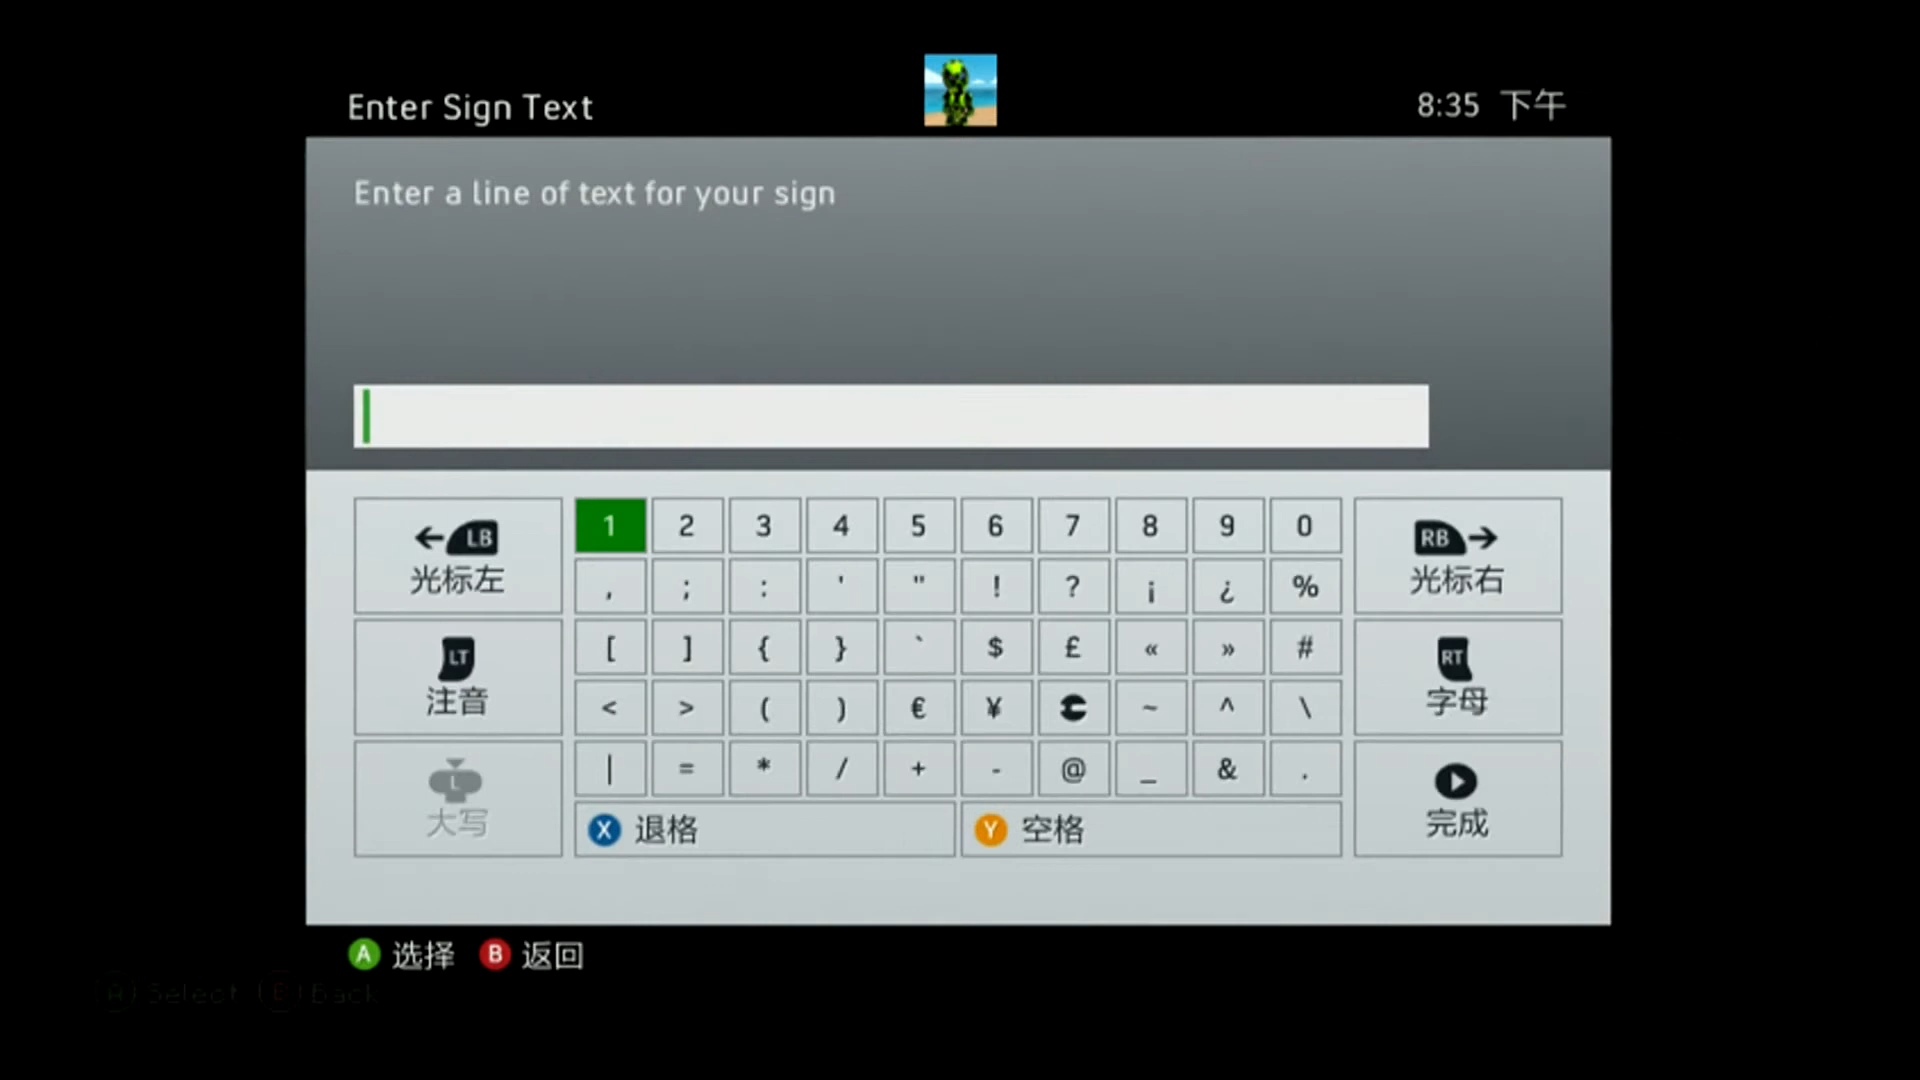 Enter Sign Text
8:35 下午
Enter a line of text for your sign
LB 光标左
1 2 3 4 5 6 7 8 9 0
RB 光标右
, ; : ' " ! ? ¡ ¿ %
LT 注音
[ ] { } ` $ £ « » #
RT 字母
< > ( ) € ¥ ~ ^ \
L 大写
| = * / + - @ _ & .
完成
X 退格
Y 空格
A 选择 B 返回
A Select B Back